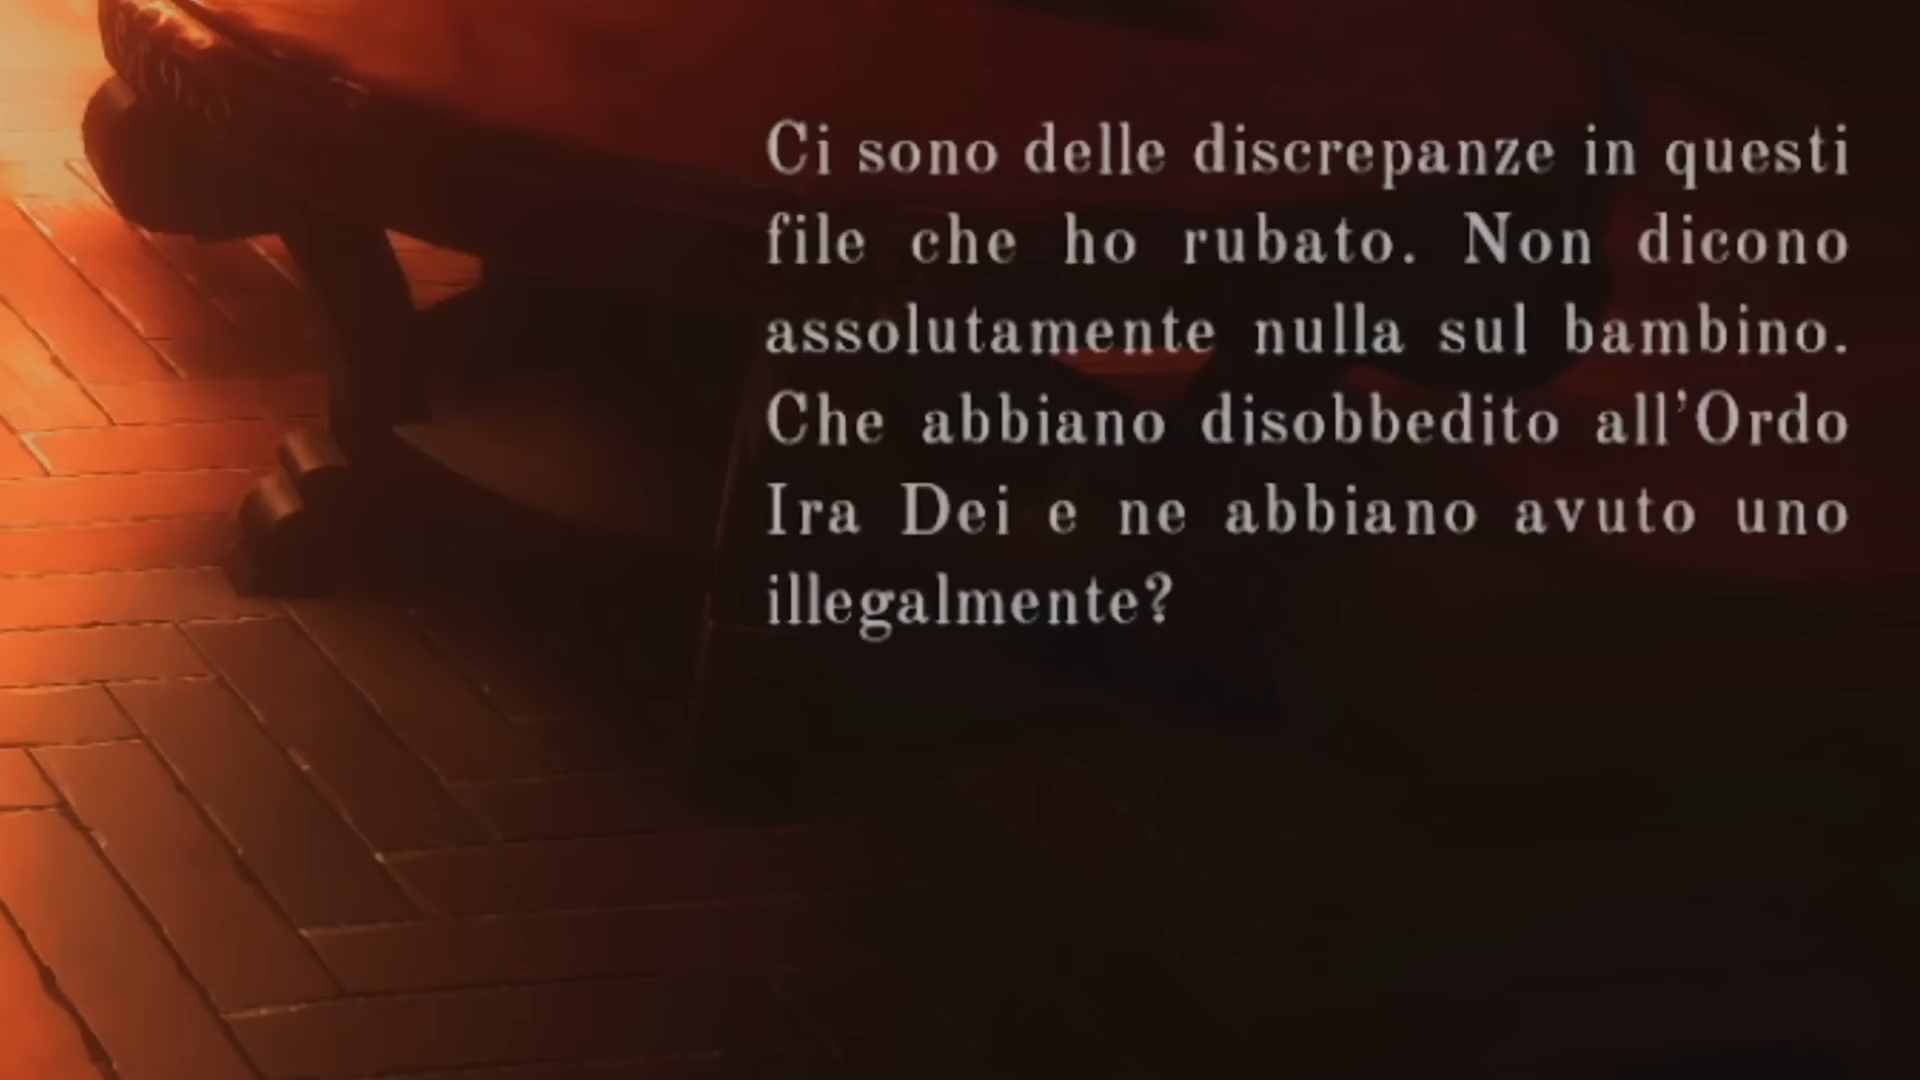 Ci sono delle discrepanze in questi
file che ho rubato. Non dicono
assolutamente nulla sul bambino.
Che abbiano disobbedito all'Ordo
Ira Dei e ne abbiano avuto uno
illegalmente?